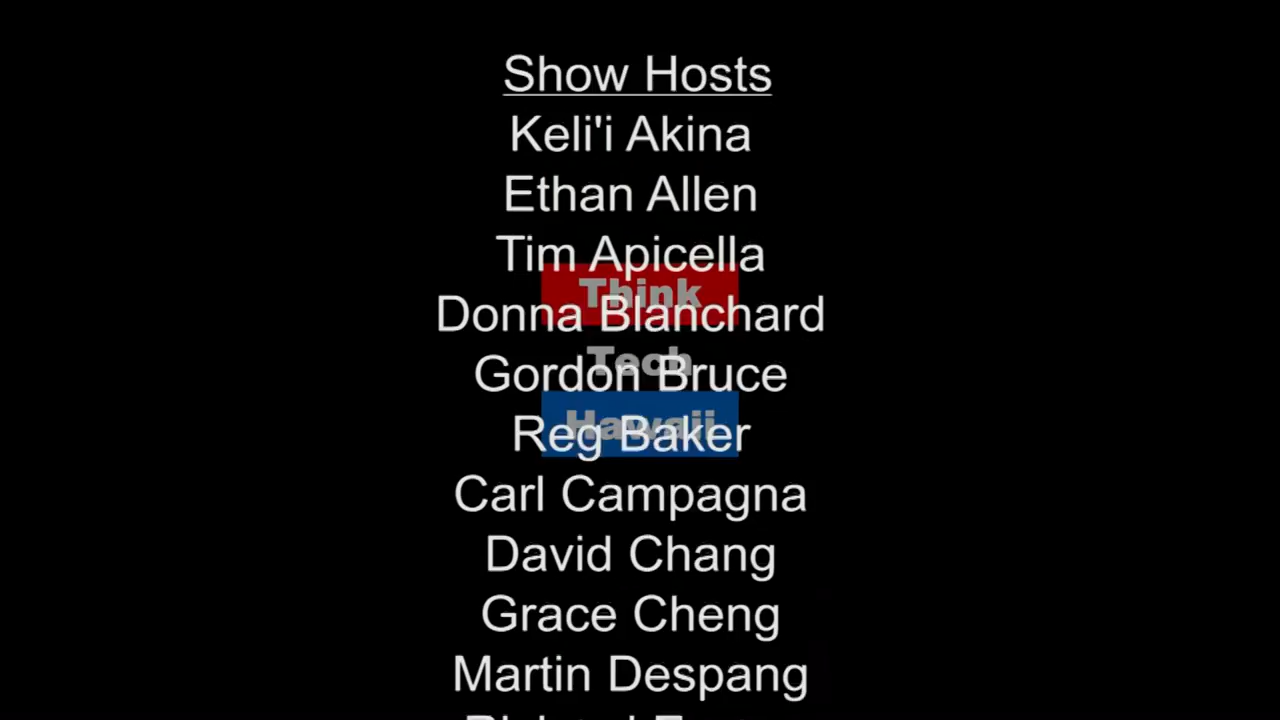 Show Hosts
Keli'i Akina
Ethan Allen
Tim Apicella
Think
Donna Blanchard
Tech
Gordon Bruce
Hawaii
Reg Baker
Carl Campagna
David Chang
Grace Cheng
Martin Despang